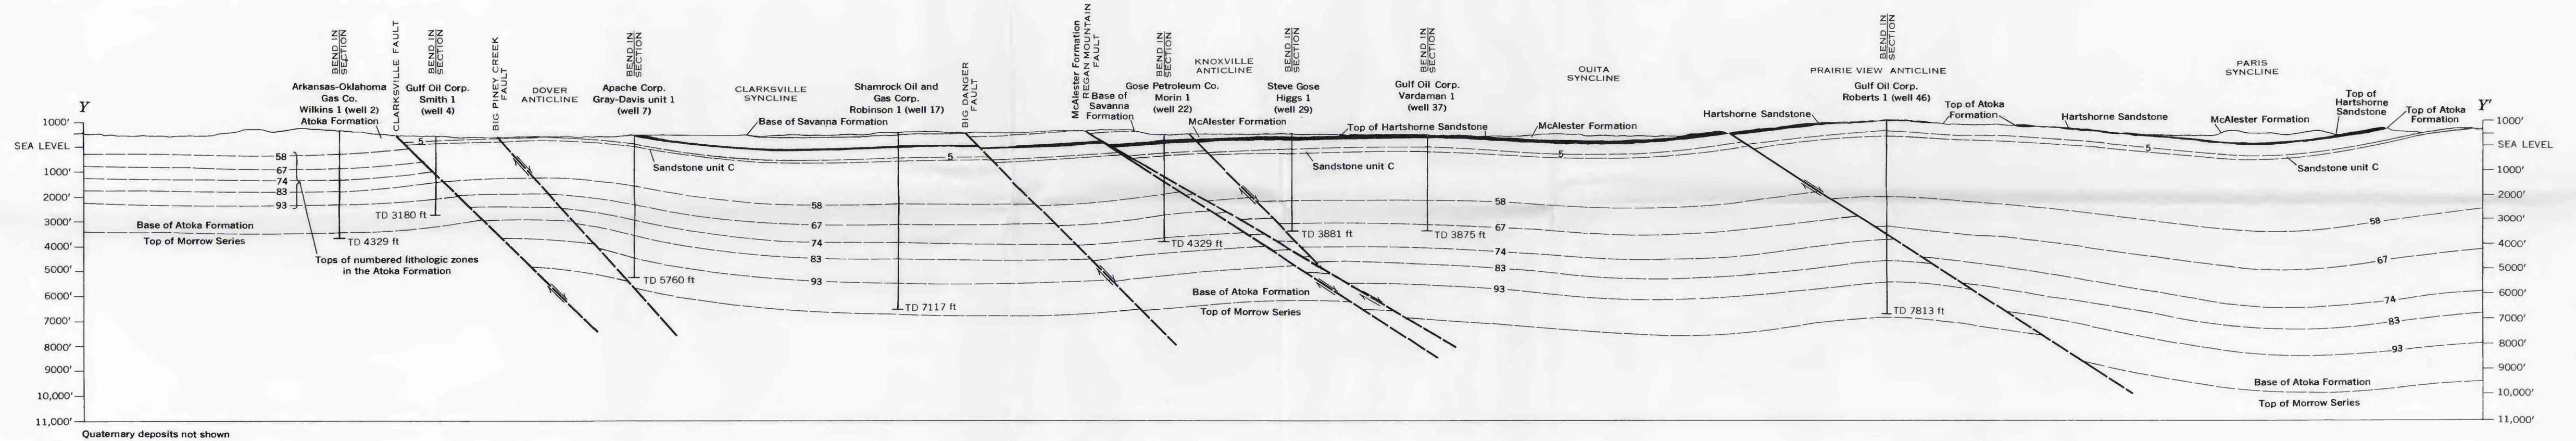 BEND IN
SECTION
Arkansas-Oklahoma
Gas Co.
Wilkins 1 (well 2)
Atoka Formation
CLARKSVILLE FAULT
BEND IN
SECTION
Gulf Oil Corp.
Smith 1
(well 4)
BIG PINEY CREEK
FAULT
DOVER
ANTICLINE
BEND IN
SECTION
Apache Corp.
Gray-Davis unit 1
(well 7)
CLARKSVILLE
SYNCLINE
Base of Savanna Formation
Shamrock Oil and
Gas Corp.
Robinson 1 (well 17)
BIG DANGER
FAULT
McAlester Formation
REGAN MOUNTAIN
FAULT
Base of
Savanna
Formation
BEND IN
SECTION
Gose Petroleum Co.
Morin 1
(well 22)
KNOXVILLE
ANTICLINE
McAlester Formation
BEND IN
SECTION
Steve Gose
Higgs 1
(well 29)
BEND IN
SECTION
Gulf Oil Corp.
Vardaman 1
(well 37)
Top of Hartshorne Sandstone
OUITA
SYNCLINE
McAlester Formation
Hartshorne Sandstone
BEND IN
SECTION
PRAIRIE VIEW ANTICLINE
Gulf Oil Corp.
Roberts 1 (well 46)
Top of Atoka
Formation
Hartshorne Sandstone
PARIS
SYNCLINE
McAlester Formation
Top of
Hartshorne
Sandstone
Top of Atoka
Formation
Y
Y'
1000'
SEA LEVEL
1000'
2000'
3000'
4000'
5000'
6000'
7000'
8000'
9000'
10,000'
11,000'
58
67
74
83
93
Base of Atoka Formation
Top of Morrow Series
TD 4329 ft
Tops of numbered lithologic zones
in the Atoka Formation
5
TD 3180 ft
Sandstone unit C
TD 5760 ft
58
67
74
83
93
TD 7117 ft
5
TD 4329 ft
Base of Atoka Formation
Top of Morrow Series
Sandstone unit C
TD 3881 ft
TD 3875 ft
5
58
67
74
83
93
TD 7813 ft
5
Sandstone unit C
58
67
74
83
93
Base of Atoka Formation
Top of Morrow Series
1000'
SEA LEVEL
1000'
2000'
3000'
4000'
5000'
6000'
7000'
8000'
9000'
10,000'
11,000'
Quaternary deposits not shown